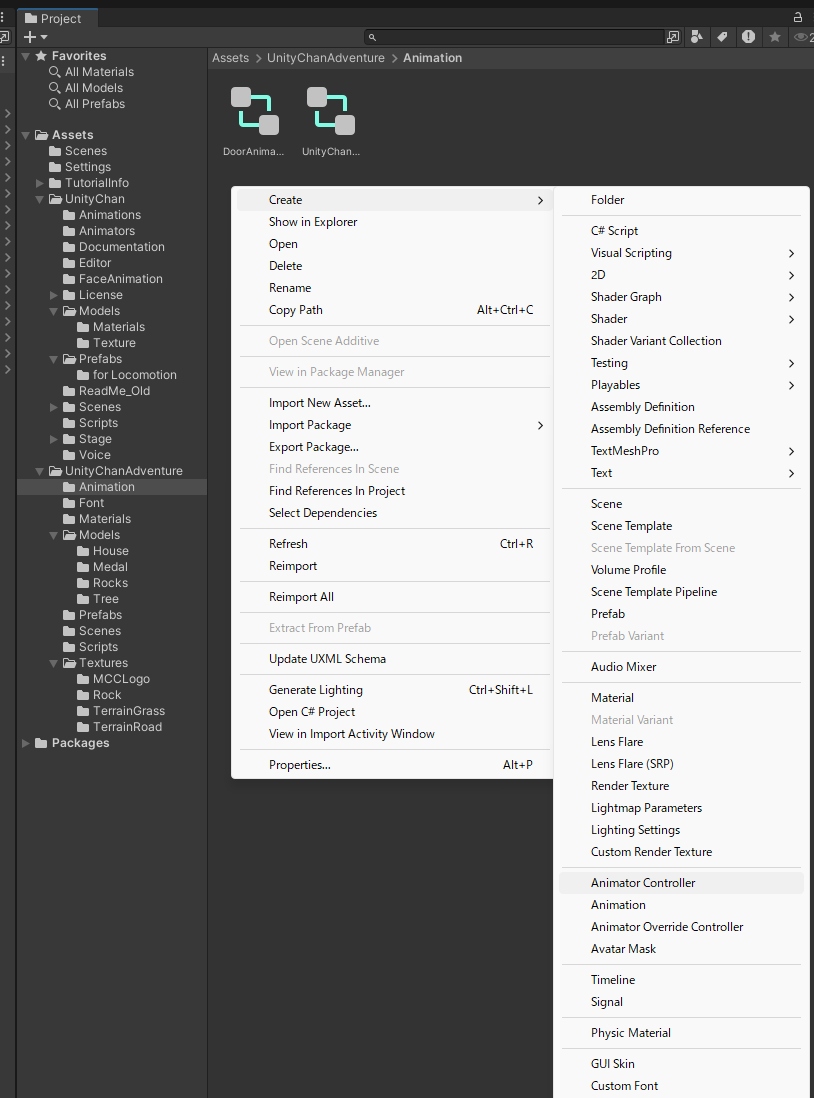 Project
2
Favorites
All Materials
All Models
All Prefabs
Assets
Scenes
Settings
TutorialInfo
UnityChan
Animations
Animators
Documentation
Editor
FaceAnimation
License
Models
Materials
Texture
Prefabs
for Locomotion
ReadMe_Old
Scenes
Scripts
Stage
Voice
UnityChanAdventure
Animation
Font
Materials
Models
House
Medal
Rocks
Tree
Prefabs
Scenes
Scripts
Textures
MCCLogo
Rock
TerrainGrass
TerrainRoad
Packages
Assets > UnityChanAdventure > Animation
DoorAnima... UnityChan...
Create
Show in Explorer
Open
Delete
Rename
Copy Path Alt+Ctrl+C
Open Scene Additive
View in Package Manager
Import New Asset...
Import Package
Export Package...
Find References In Scene
Find References In Project
Select Dependencies
Refresh Ctrl+R
Reimport
Reimport All
Extract From Prefab
Update UXML Schema
Generate Lighting Ctrl+Shift+L
Open C# Project
View in Import Activity Window
Properties... Alt+P
Folder
C# Script
Visual Scripting
2D
Shader Graph
Shader
Shader Variant Collection
Testing
Playables
Assembly Definition
Assembly Definition Reference
TextMeshPro
Text
Scene
Scene Template
Scene Template From Scene
Volume Profile
Scene Template Pipeline
Prefab
Prefab Variant
Audio Mixer
Material
Material Variant
Lens Flare
Lens Flare (SRP)
Render Texture
Lightmap Parameters
Lighting Settings
Custom Render Texture
Animator Controller
Animation
Animator Override Controller
Avatar Mask
Timeline
Signal
Physic Material
GUI Skin
Custom Font